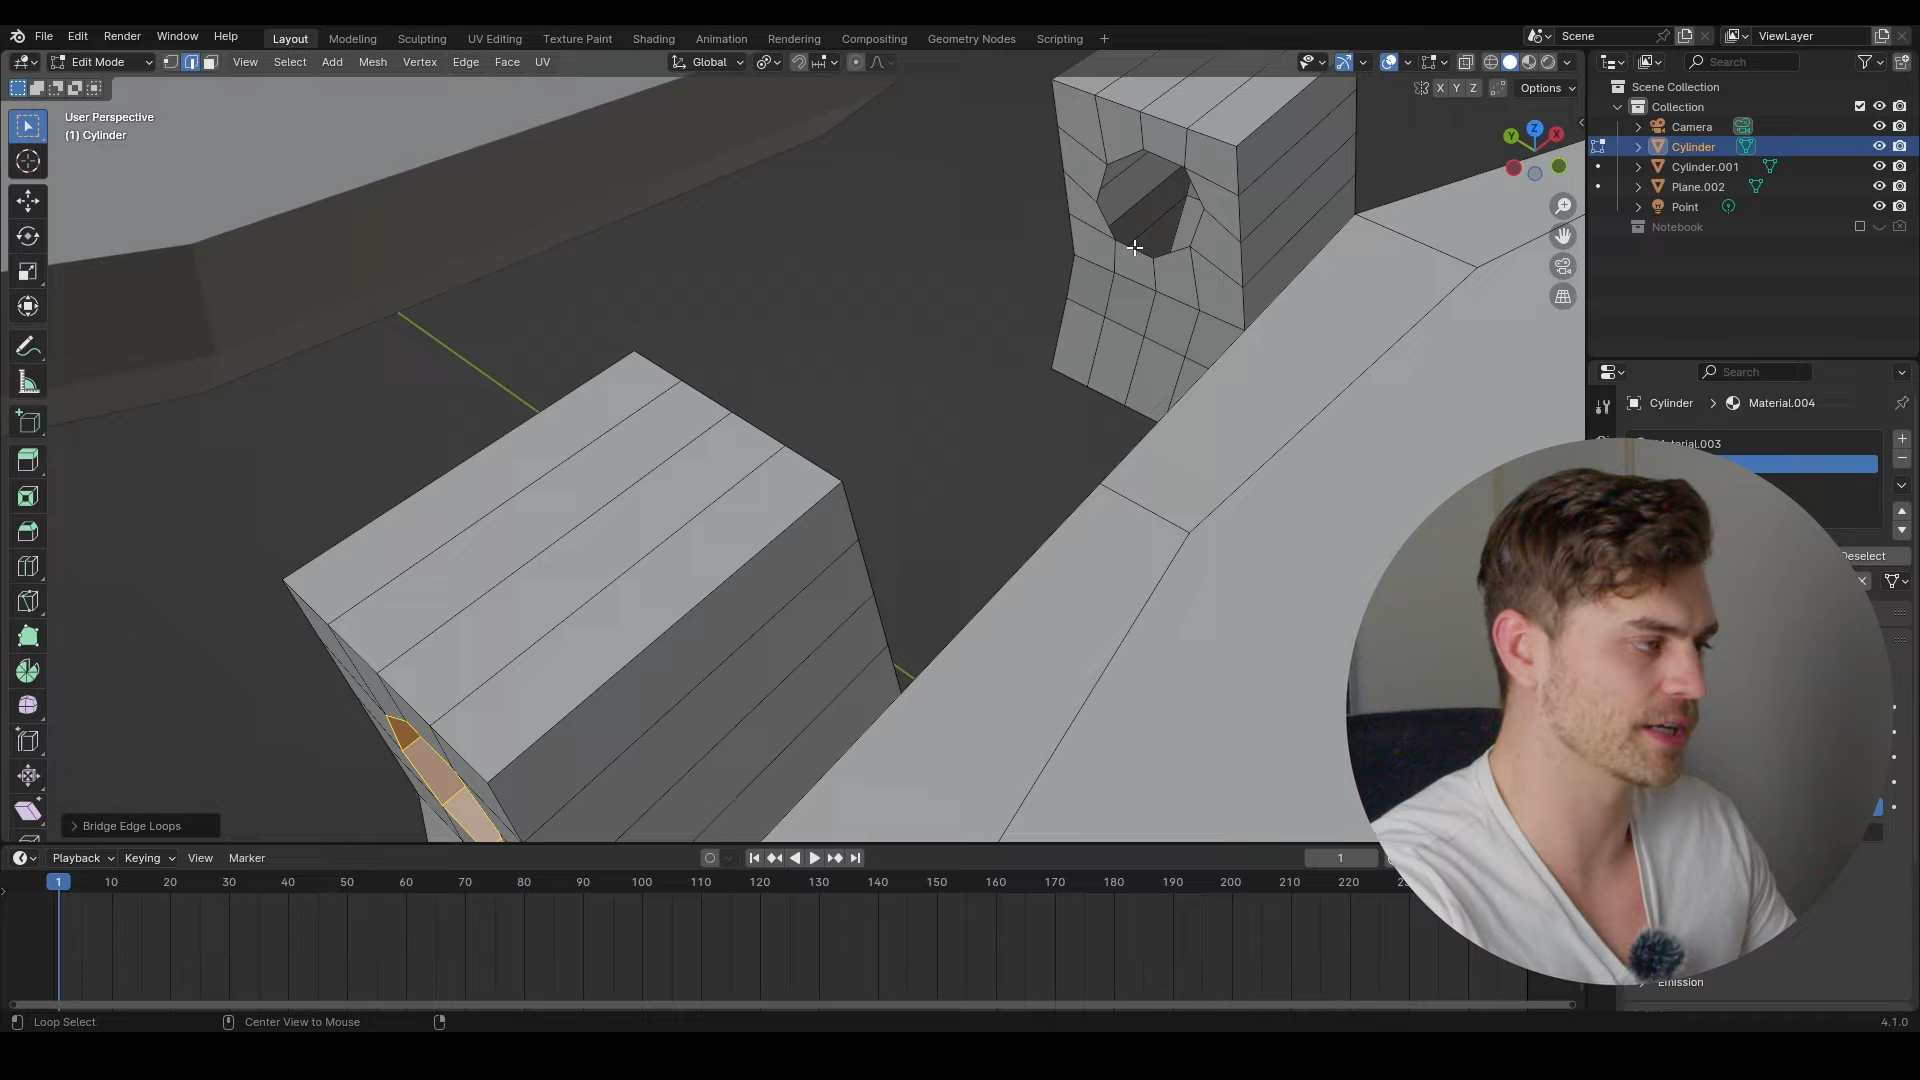 File Edit Render Window Help Layout Modeling Sculpting UV Editing Texture Paint Shading Animation Rendering Compositing Geometry Nodes Scripting + Scene ViewLayer
Edit Mode View Select Add Mesh Vertex Edge Face UV Global Search
X Y Z Options
Scene Collection
User Perspective
(1) Cylinder
Collection
Camera
Cylinder
Cylinder.001
Plane.002
Point
Notebook
Y Z X
Search
Cylinder > Material.004
Deselect
Bridge Edge Loops
Playback Keying View Marker 1
1 10 20 30 40 50 60 70 80 90 100 110 120 130 140 150 160 170 180 190 200 210 220
Emission
Loop Select Center View to Mouse 4.1.0